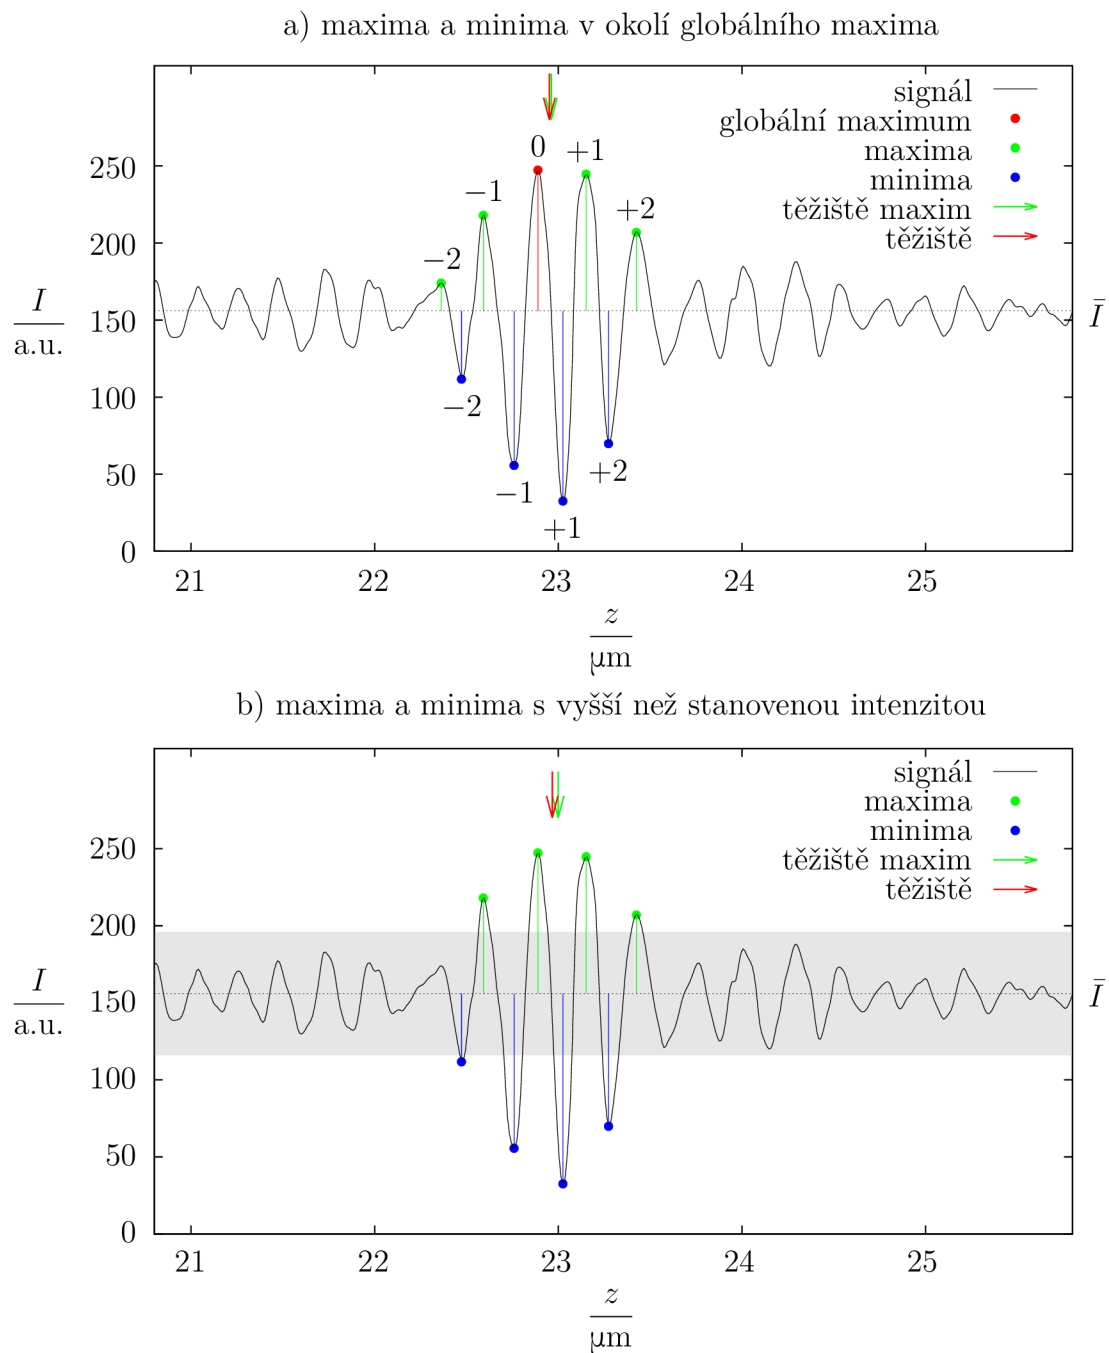 a) maxima a minima v okolí globálního maxima
signál
globální maximum
maxima
minima
těžiště maxim
těžiště
0
+1
−1
+2
−2
−2
−1
+2
+1
250
200
150
100
50
0
I
a.u.
Ī
21 22 23 24 25
z
µm
b) maxima a minima s vyšší než stanovenou intenzitou
signál
maxima
minima
těžiště maxim
těžiště
250
200
150
100
50
0
I
a.u.
Ī
21 22 23 24 25
z
µm